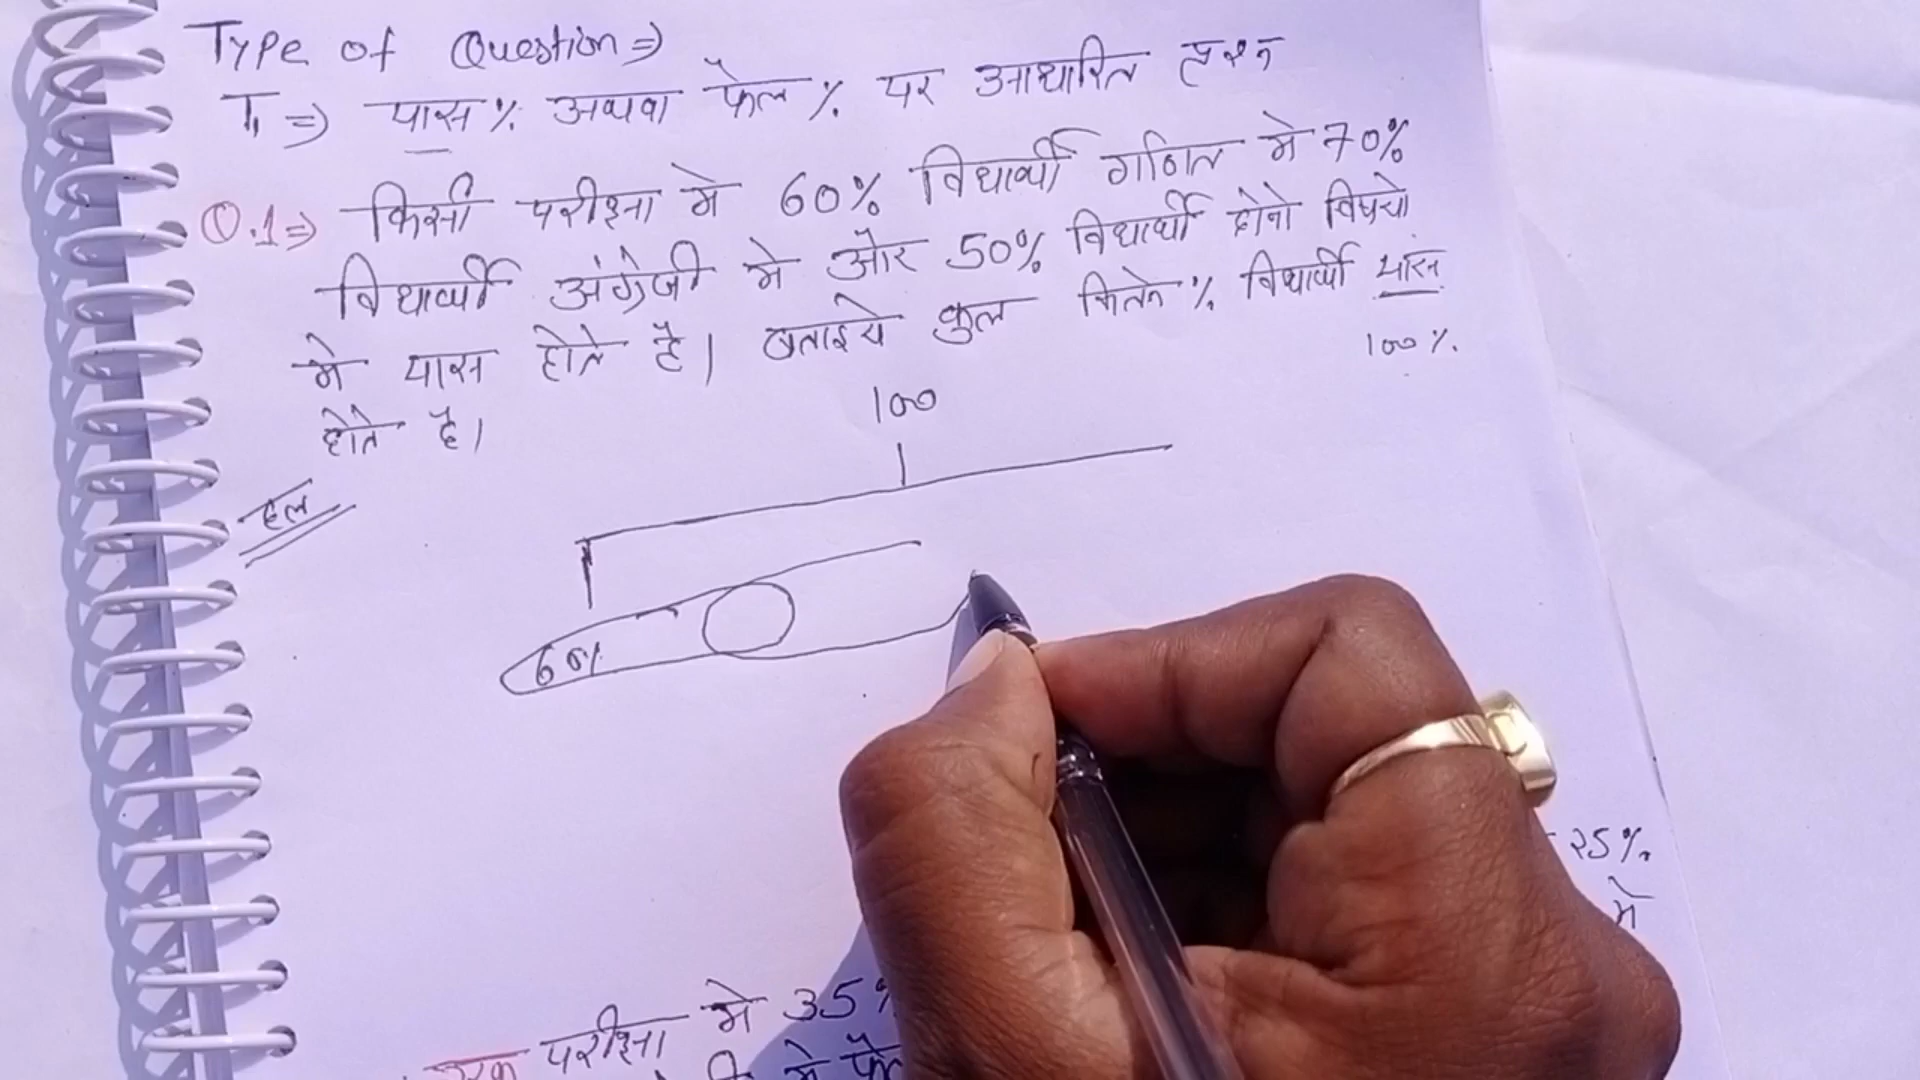 Type of Question ⇒
T₁ ⇒ पास % अथवा फैल % पर आधारित प्रश्न
Q.1⇒ किसी परीक्षा मे 60% विधार्थी गणित मे 70%
विधार्थी अंग्रेजी मे और 50% विधार्थी दोनो विषयो
मे पास होते है। बताइये कुल कितने % विधार्थी पास
होते है।
100%.
100
हल
60%
25%
मे
परीक्षा मे 35%
मे